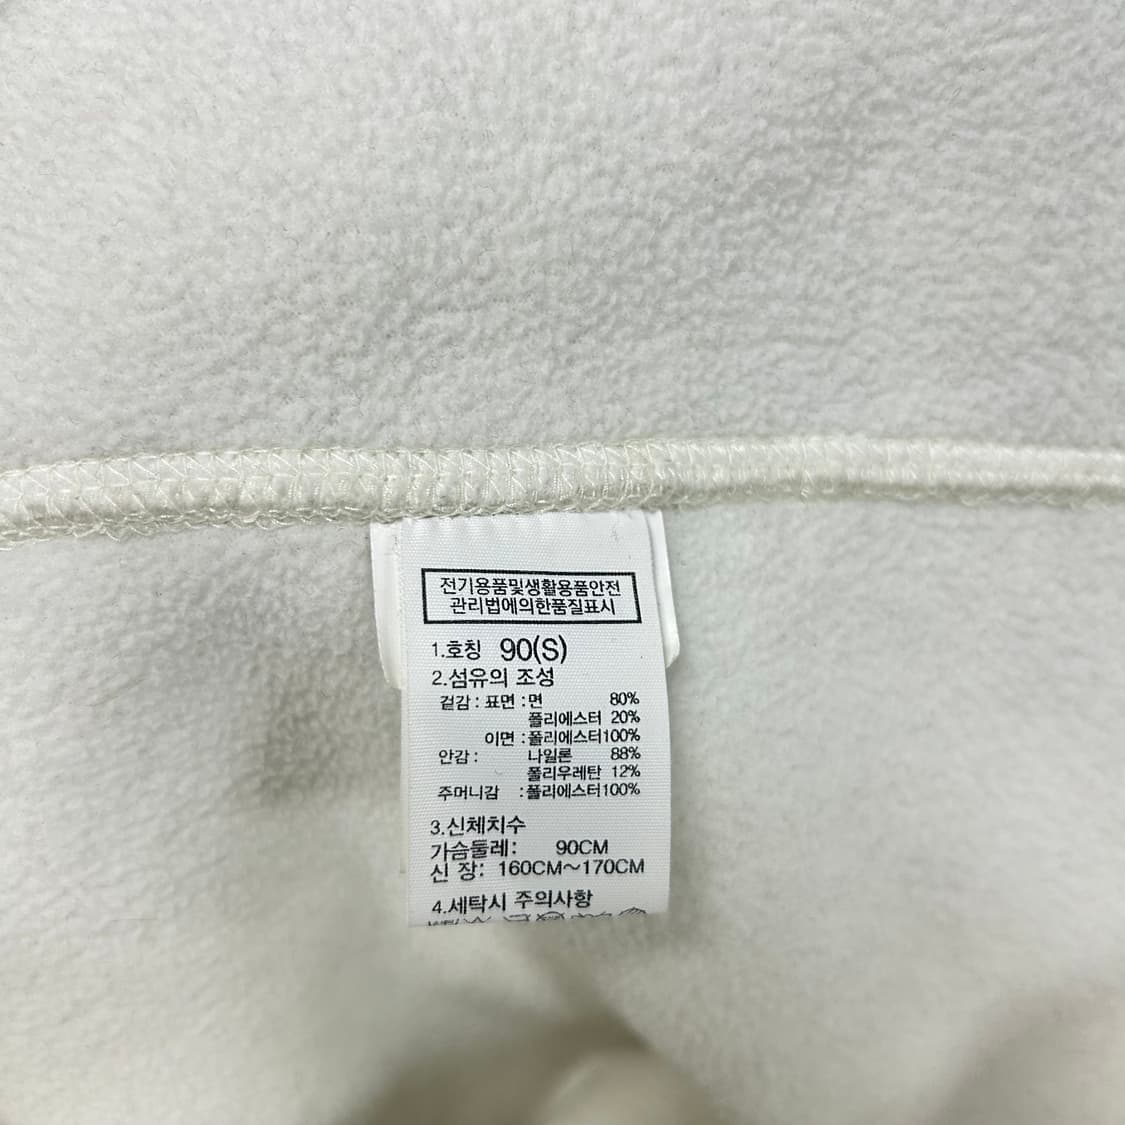 전기용품및생활용품안전
관리법에의한품질표시
1.호칭 90(S)
2.섬유의 조성
겉감 : 표면 : 면 80%
폴리에스터 20%
이면 : 폴리에스터100%
안감 : 나일론 88%
폴리우레탄 12%
주머니감 : 폴리에스터100%
3.신체치수
가슴둘레: 90CM
신 장: 160CM~170CM
4.세탁시 주의사항